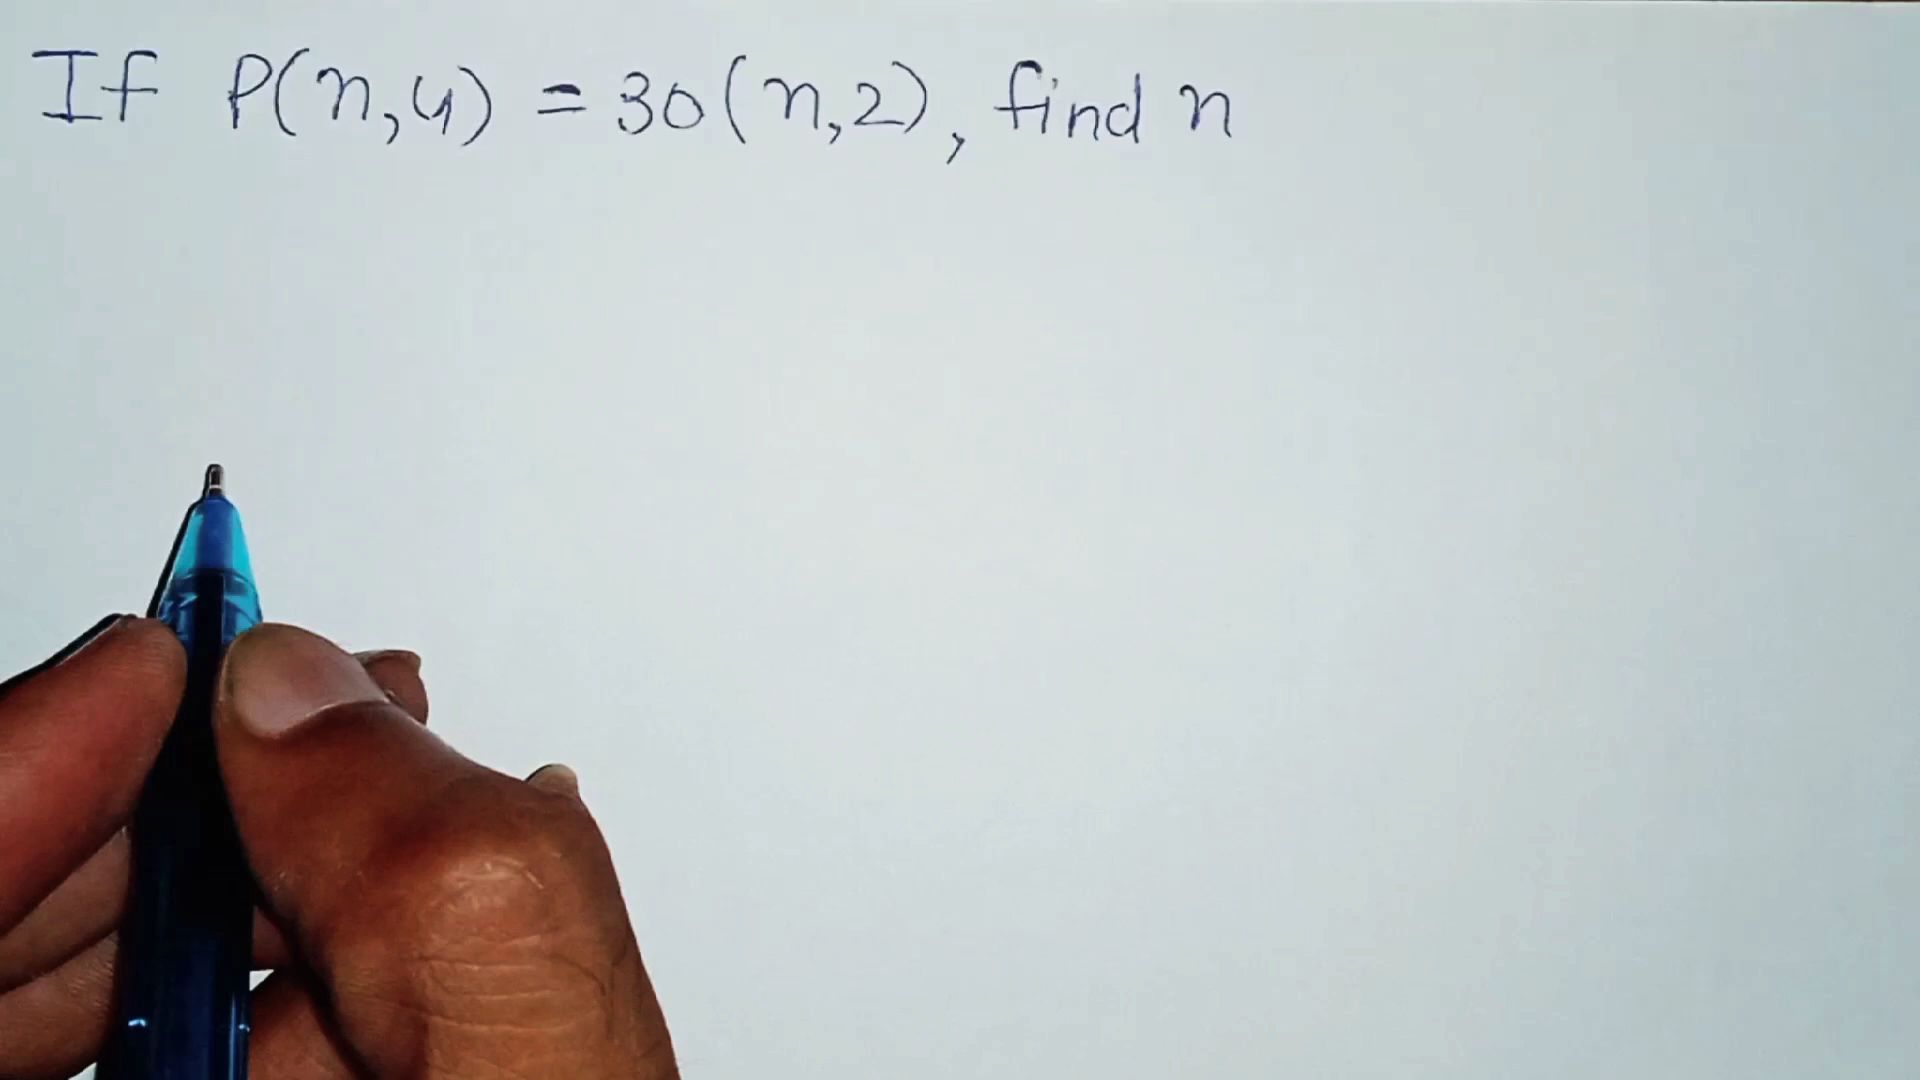 If P(n,4) = 30(n,2), find n